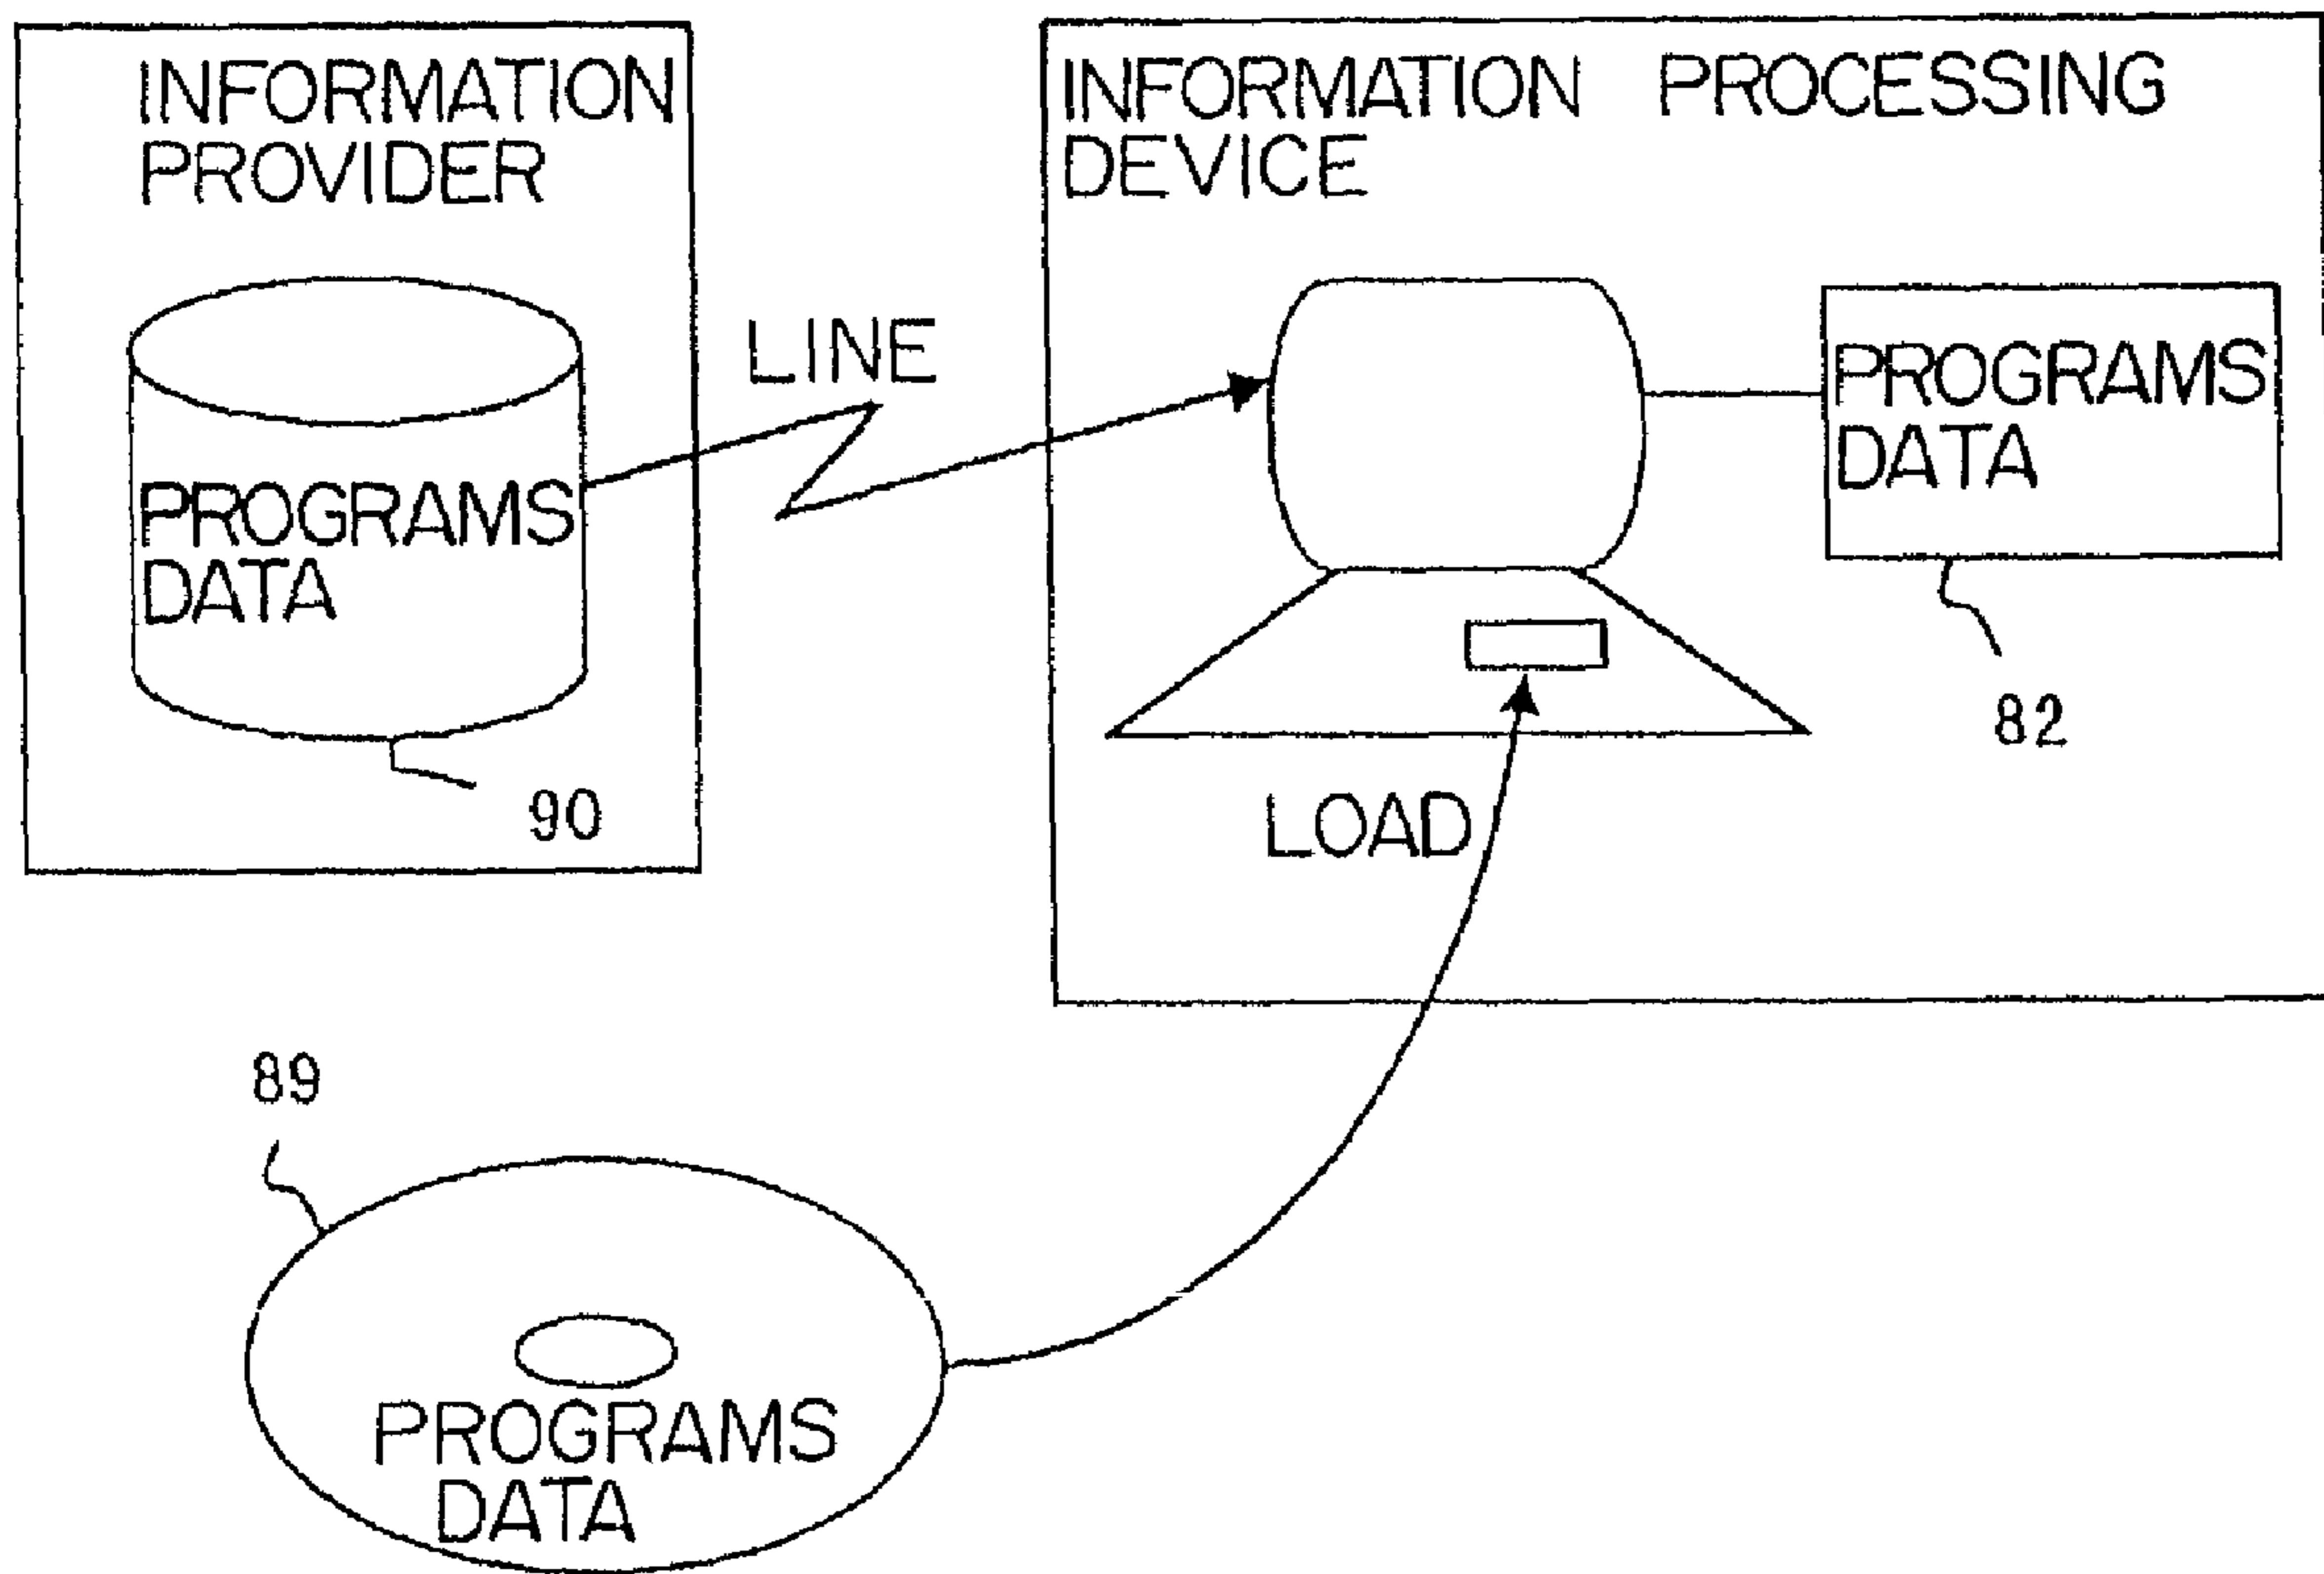 INFORMATION
PROVIDER
PROGRAMS
DATA
90
LINE
INFORMATION PROCESSING
DEVICE
PROGRAMS
DATA
82
LOAD
89
PROGRAMS
DATA